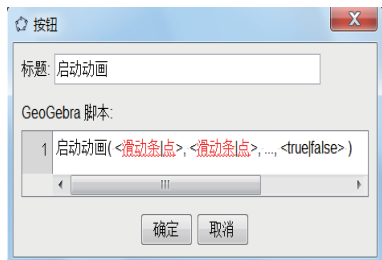 按钮
标题: 启动动画
GeoGebra 脚本:
1 启动动画( <滑动条|点>, <滑动条|点>, ..., <true|false> )
确定 取消